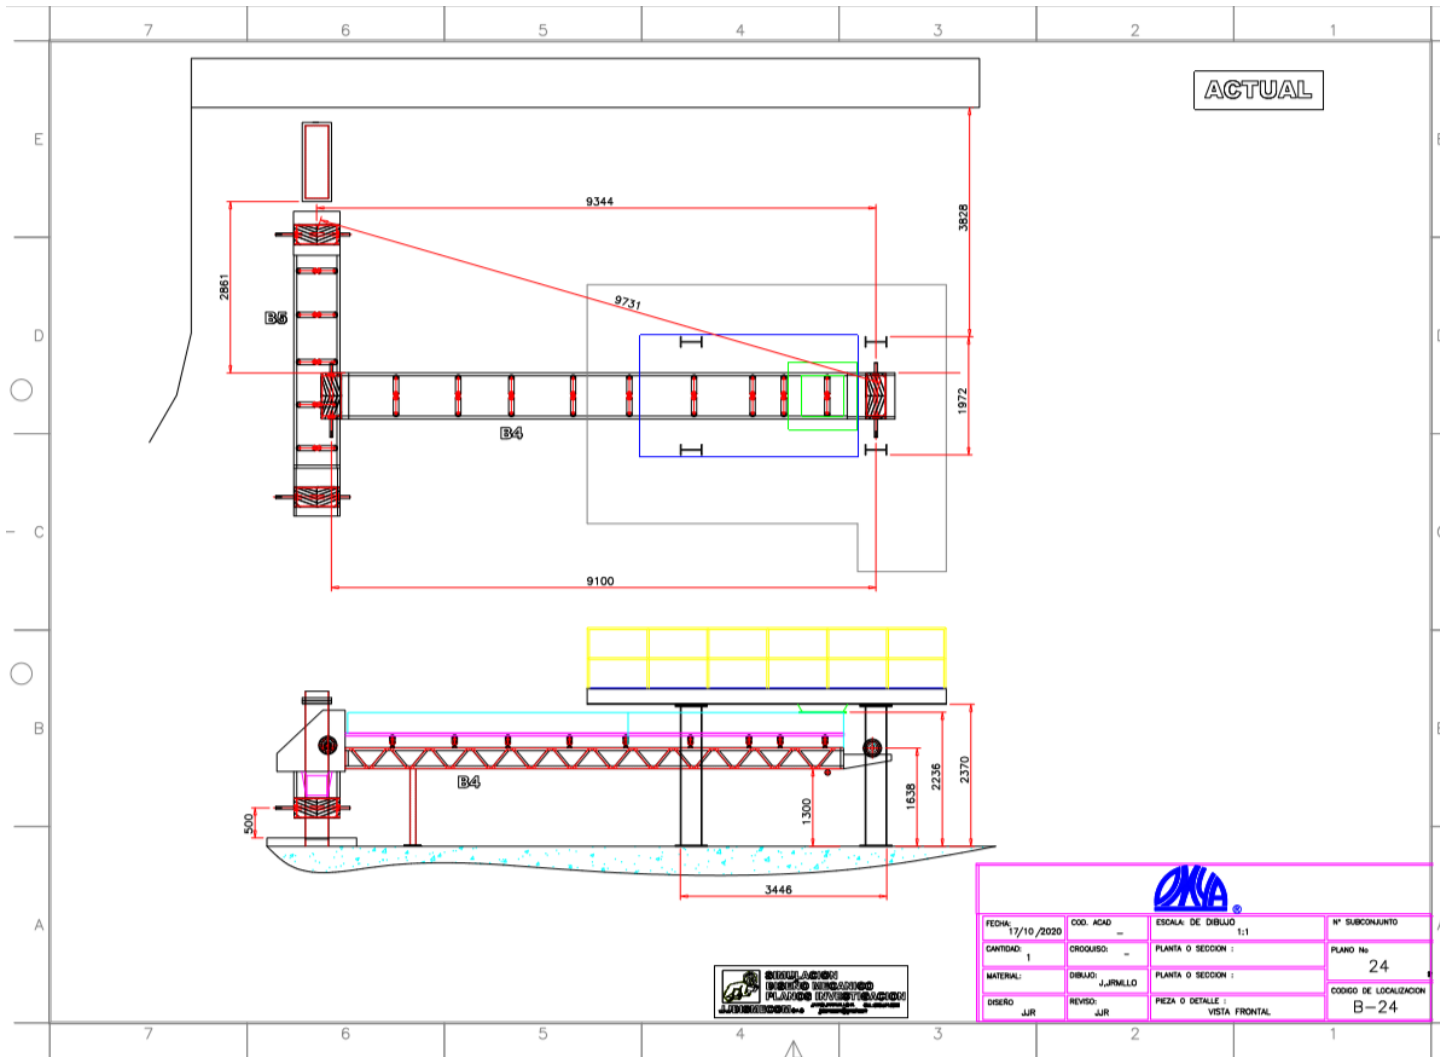 7 6 5 4 3 2 1
ACTUAL
E
9344
3828
2861
9731
B5
D
D
1972
B4
C
9100
B
B4
500
1300
1638
2236
2370
3446
A
OMYA ®
FECHA: 17/10/2020
COD. ACAD –
ESCALA: DE DIBUJO 1:1
N° SUBCONJUNTO
CANTIDAD: 1
CROQUISO: –
PLANTA O SECCION :
PLANO No 24
MATERIAL:
DIBUJO: J.JRMLLO
PLANTA O SECCION :
CODIGO DE LOCALIZACION B-24
DISEÑO JJR
REVISO: JJR
PIEZA O DETALLE : VISTA FRONTAL
SIMULACION
DISEÑO MECANICO
PLANOS INVESTIGACION
7 6 5 4 3 2 1